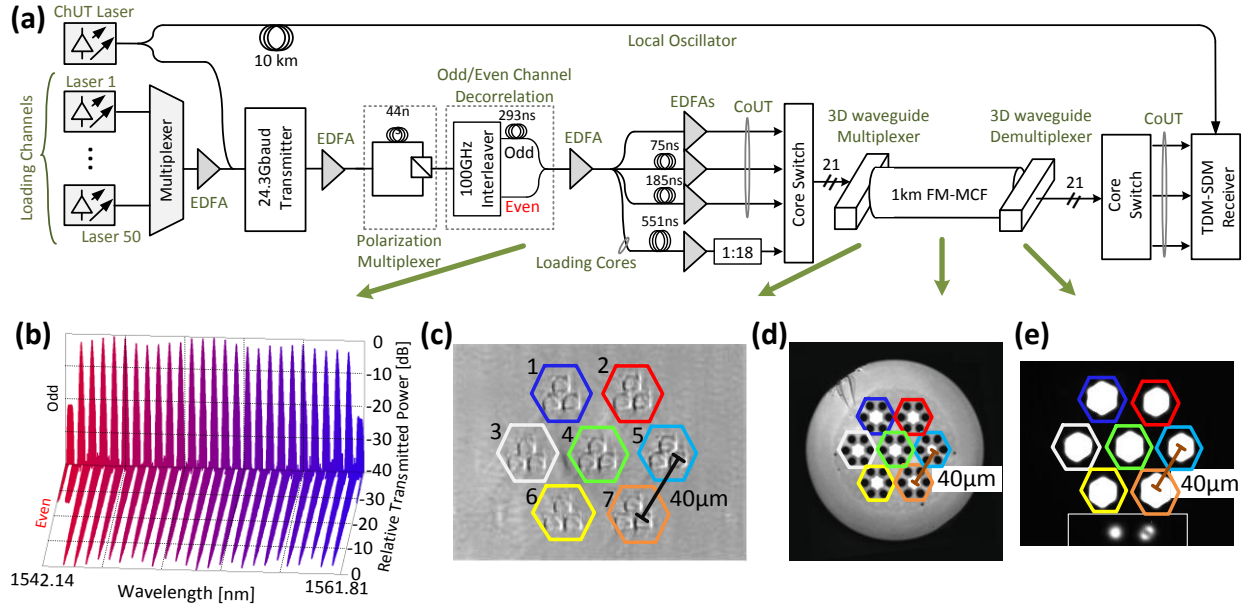 (a)
ChUT Laser
10 km
Local Oscillator
Loading Channels
Laser 1
Laser 50
Multiplexer
EDFA
24.3Gbaud
Transmitter
EDFA
44n
Polarization
Multiplexer
Odd/Even Channel
Decorrelation
293ns
100GHz
Interleaver
Odd
Even
EDFA
EDFAs
CoUT
75ns
185ns
551ns
Loading Cores
1:18
Core Switch
21
3D waveguide
Multiplexer
1km FM-MCF
3D waveguide
Demultiplexer
21
Core
Switch
CoUT
TDM-SDM
Receiver
(b)
Odd
Even
0
-10
-20
-30
-40
-30
-20
-10
0
Relative Transmitted Power [dB]
1542.14
Wavelength [nm]
1561.81
(c)
1
2
3
4
5
6
7
40μm
(d)
40μm
(e)
40μm